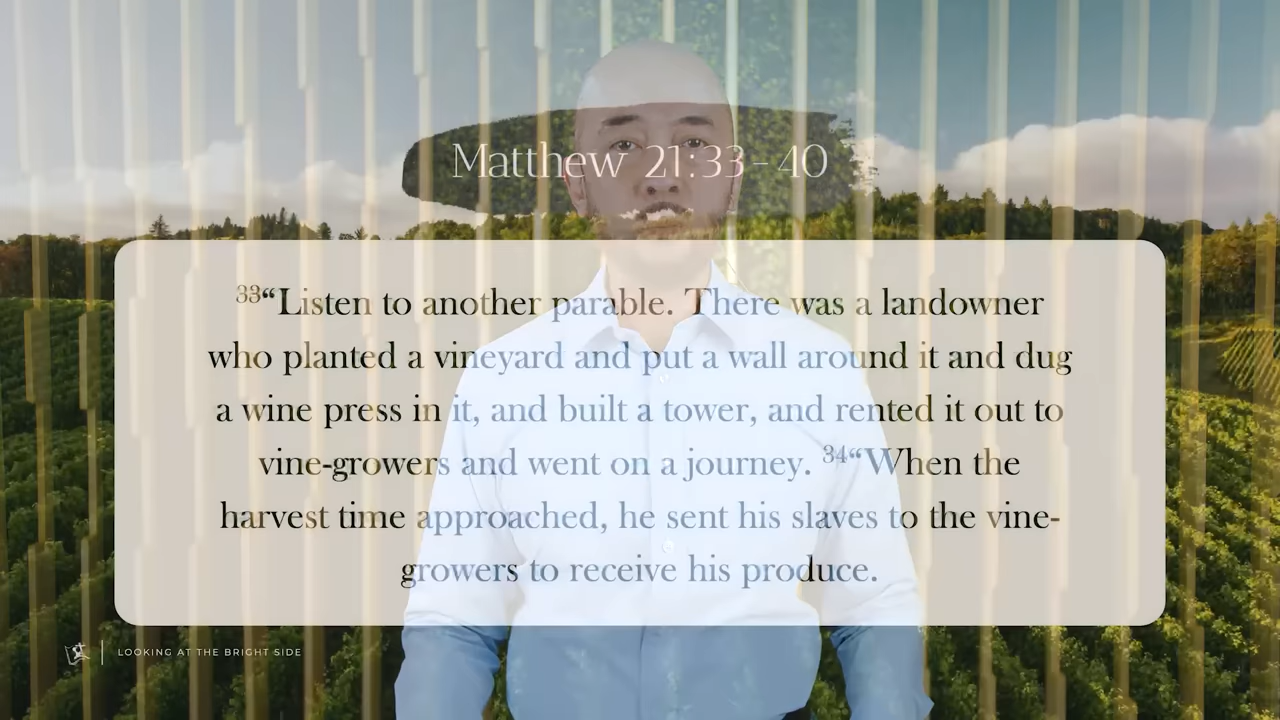 Matthew 21:33-40
33“Listen to another parable. There was a landowner
who planted a vineyard and put a wall around it and dug
a wine press in it, and built a tower, and rented it out to
vine-growers and went on a journey. 34“When the
harvest time approached, he sent his slaves to the vine-
growers to receive his produce.
LOOKING AT THE BRIGHT SIDE